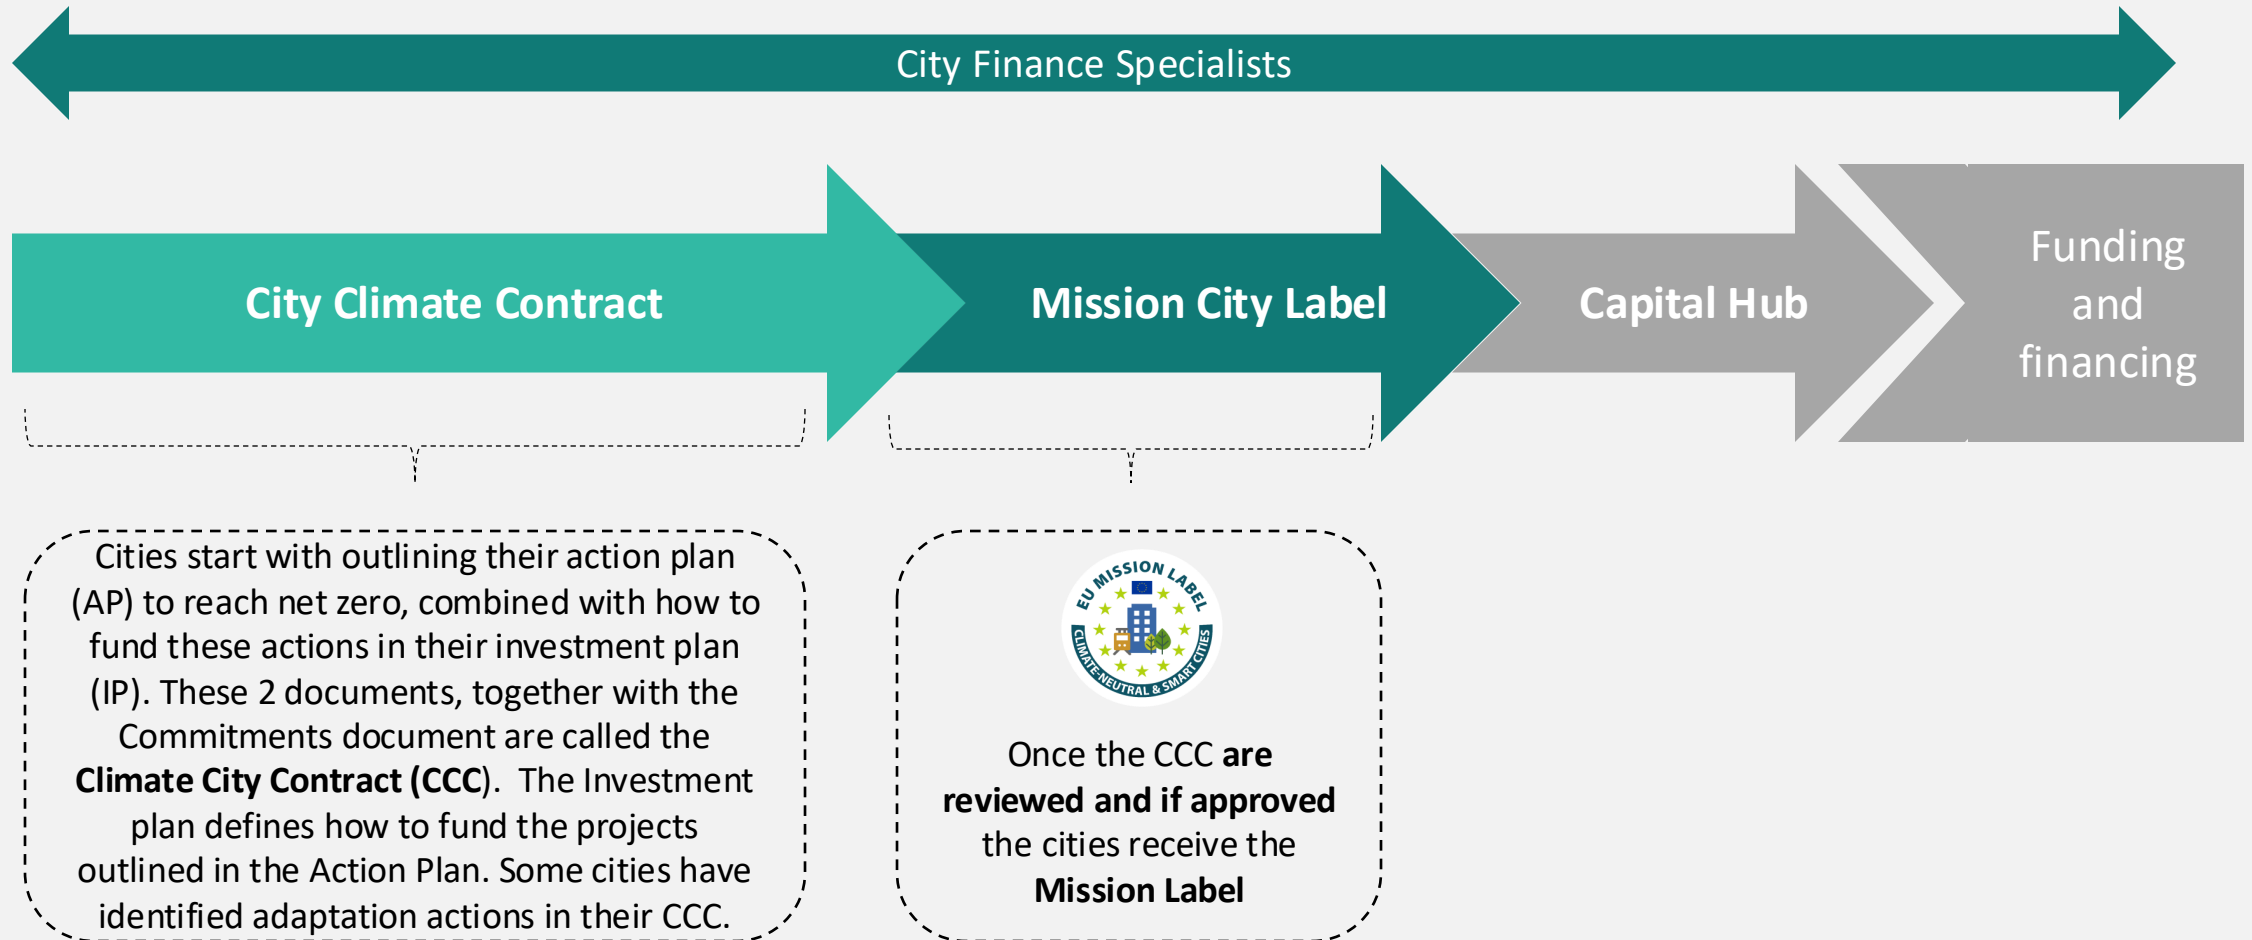 City Finance Specialists
City Climate Contract
Mission City Label
Capital Hub
Funding
and
financing
Cities start with outlining their action plan
(AP) to reach net zero, combined with how to
fund these actions in their investment plan
(IP). These 2 documents, together with the
Commitments document are called the
Climate City Contract (CCC).  The Investment
plan defines how to fund the projects
outlined in the Action Plan. Some cities have
identified adaptation actions in their CCC.
EU MISSION LABEL
CLIMATE-NEUTRAL & SMART CITIES
Once the CCC are
reviewed and if approved
the cities receive the
Mission Label